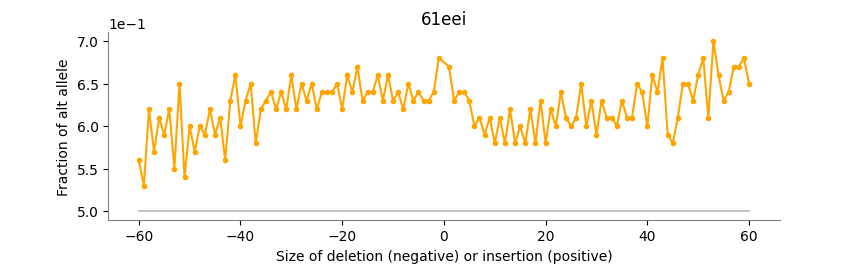 61eei
1e−1
7.0
6.5
6.0
5.5
5.0
Fraction of alt allele
−60 −40 −20 0 20 40 60
Size of deletion (negative) or insertion (positive)